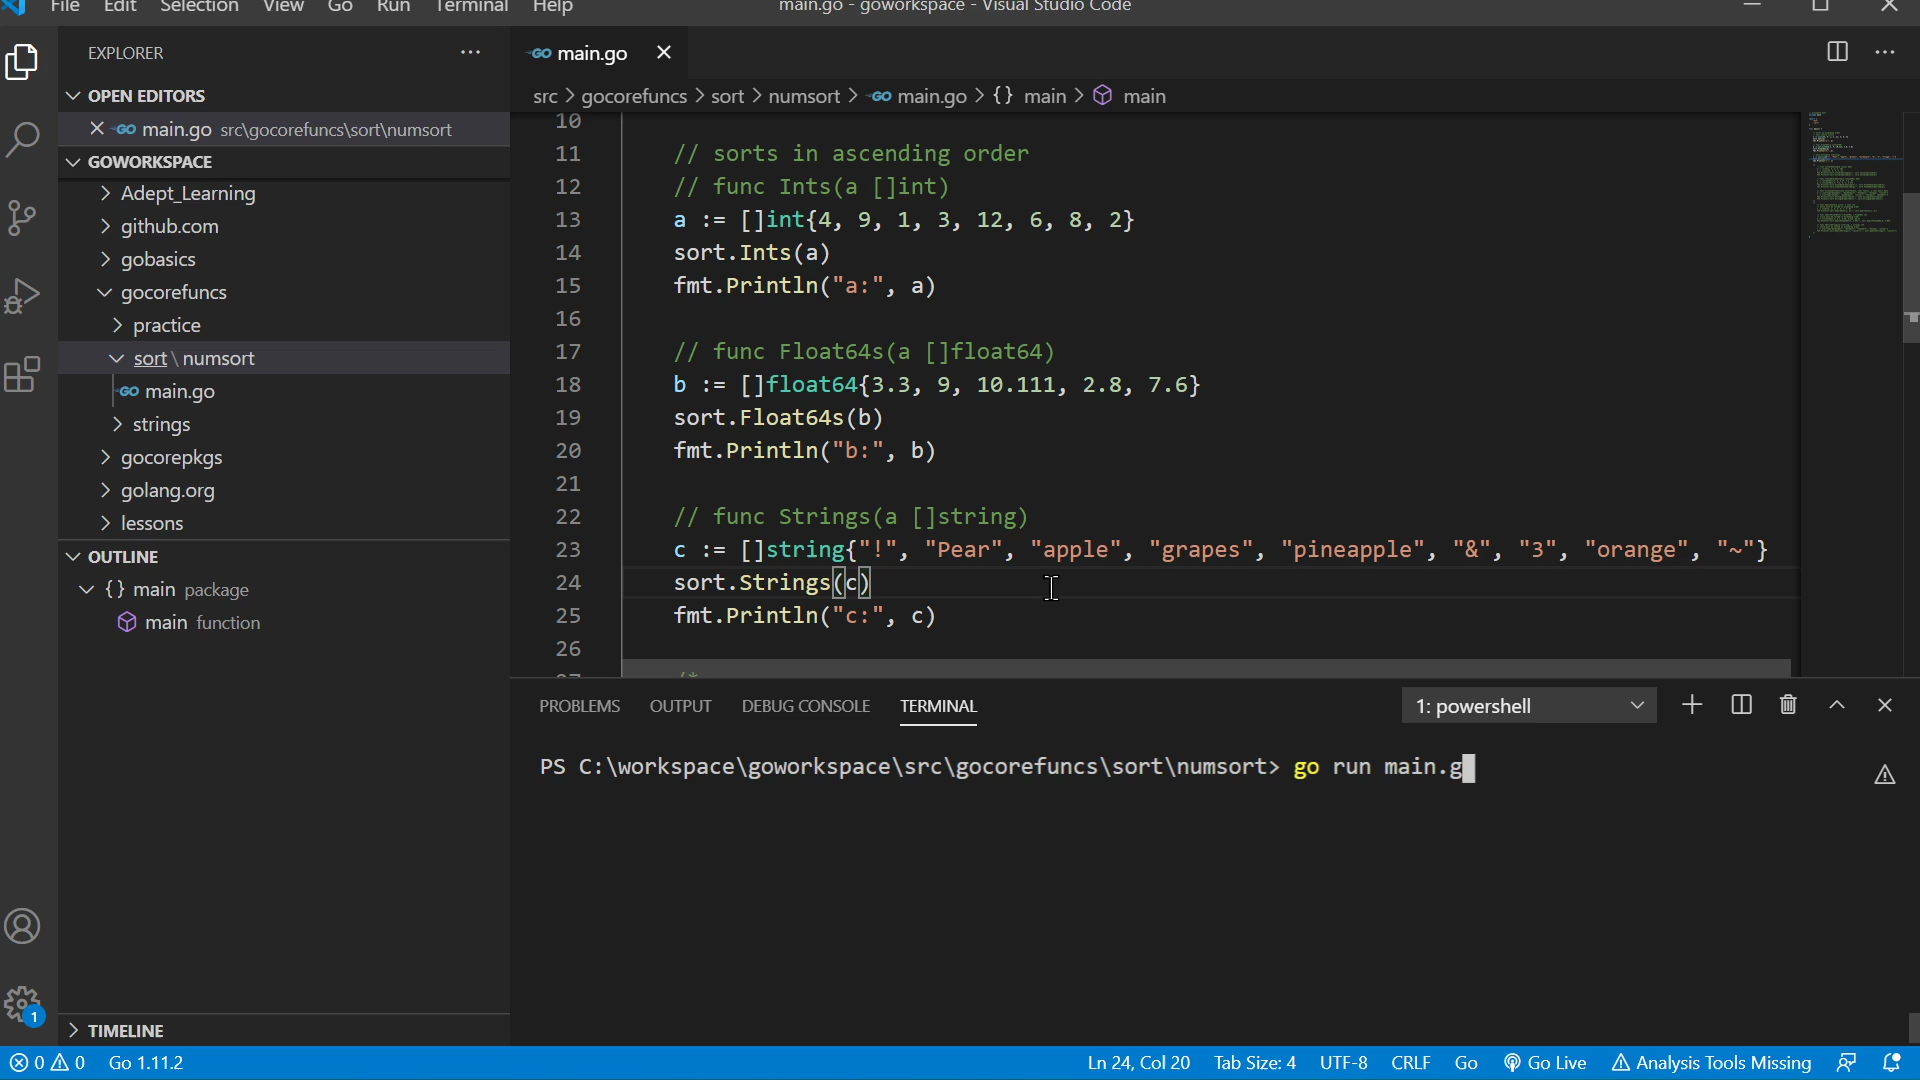 File Edit Selection View Go Run Terminal Help
main.go - goworkspace - Visual Studio Code
EXPLORER
main.go
OPEN EDITORS
main.go src\gocorefuncs\sort\numsort
GOWORKSPACE
Adept_Learning
github.com
gobasics
gocorefuncs
practice
sort \ numsort
main.go
strings
gocorepkgs
golang.org
lessons
OUTLINE
{} main package
main function
TIMELINE
src > gocorefuncs > sort > numsort > main.go > {} main > main
10
11 // sorts in ascending order
12 // func Ints(a []int)
13 a := []int{4, 9, 1, 3, 12, 6, 8, 2}
14 sort.Ints(a)
15 fmt.Println("a:", a)
16
17 // func Float64s(a []float64)
18 b := []float64{3.3, 9, 10.111, 2.8, 7.6}
19 sort.Float64s(b)
20 fmt.Println("b:", b)
21
22 // func Strings(a []string)
23 c := []string{"!", "Pear", "apple", "grapes", "pineapple", "&", "3", "orange", "~"}
24 sort.Strings(c)
25 fmt.Println("c:", c)
26
PROBLEMS OUTPUT DEBUG CONSOLE TERMINAL
1: powershell
PS C:\workspace\goworkspace\src\gocorefuncs\sort\numsort> go run main.g
1
0 0 Go 1.11.2
Ln 24, Col 20 Tab Size: 4 UTF-8 CRLF Go Go Live Analysis Tools Missing